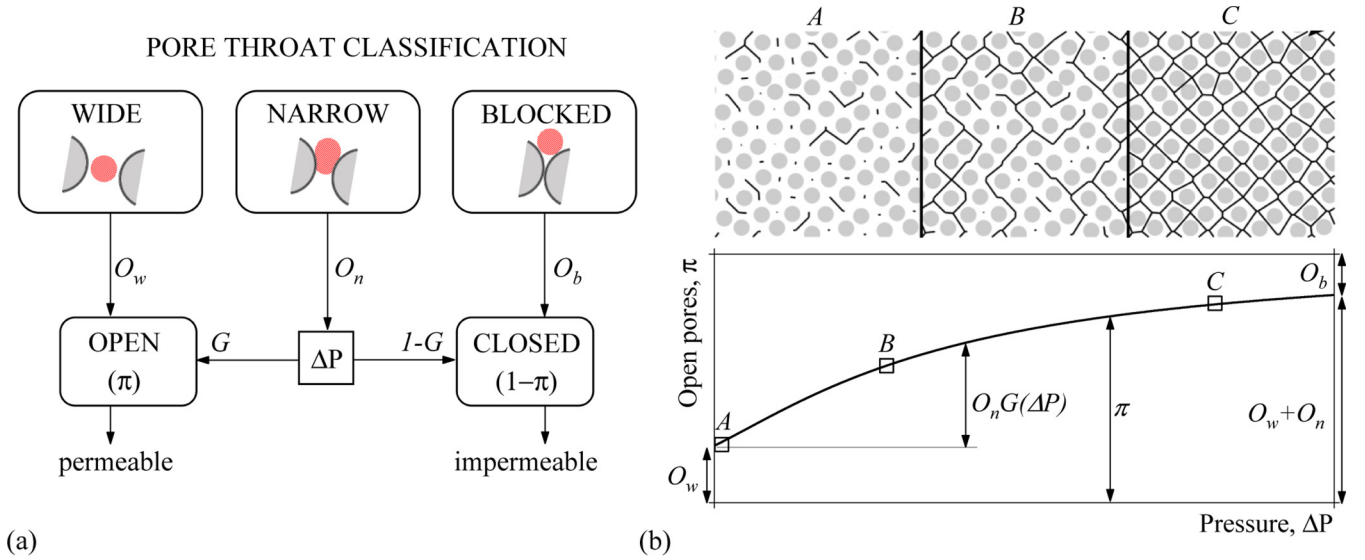 PORE THROAT CLASSIFICATION
WIDE
NARROW
BLOCKED
O_w
O_n
O_b
OPEN
(π)
G
ΔP
1-G
CLOSED
(1–π)
permeable
impermeable
(a)
A
B
C
Open pores, π
A
B
C
O_nG(ΔP)
π
O_b
O_w+O_n
O_w
Pressure, ΔP
(b)